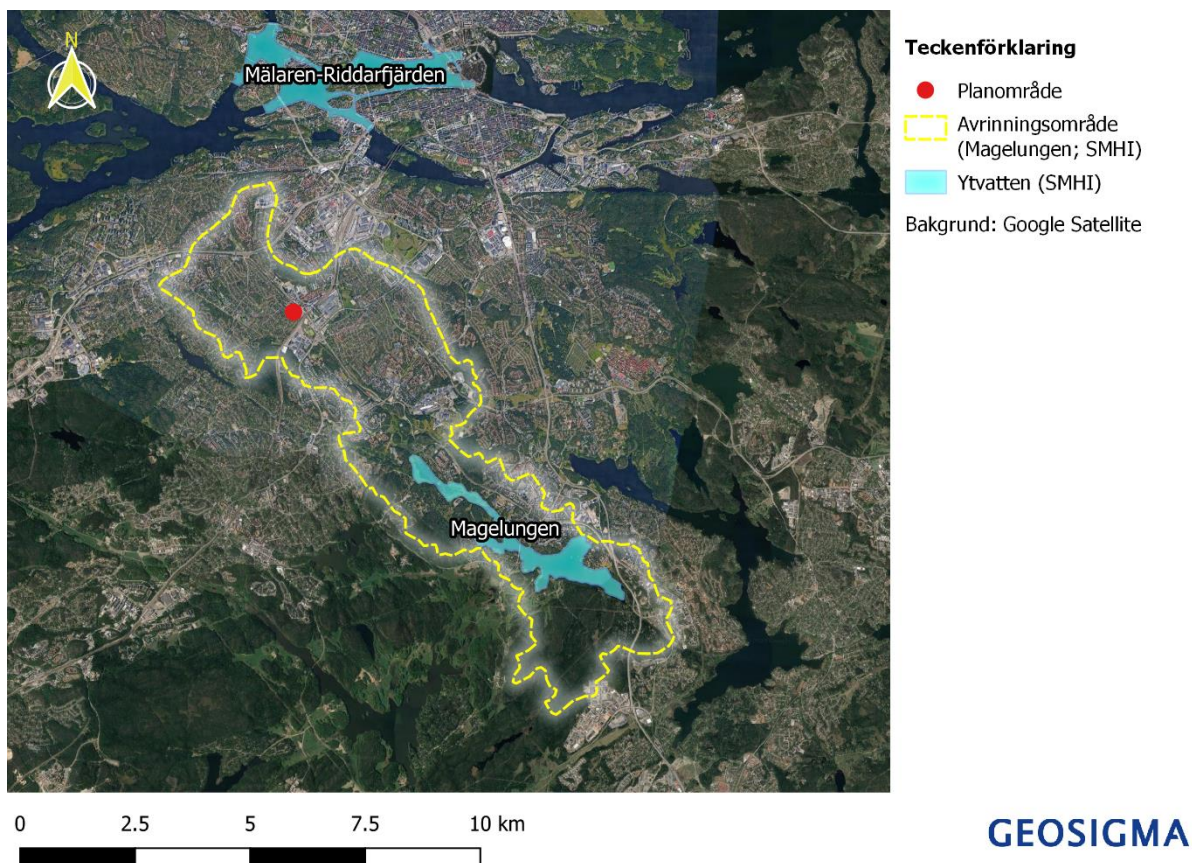 N
Mälaren-Riddarfjärden
Magelungen
Teckenförklaring
Planområde
Avrinningsområde
(Magelungen; SMHI)
Ytvatten (SMHI)
Bakgrund: Google Satellite
0 2.5 5 7.5 10 km
GEOSIGMA